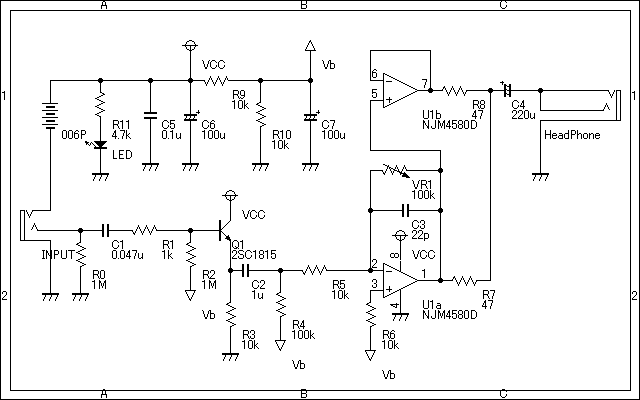 A
B
C
1
1
VCC
Vb
006P
R11
4.7k
LED
C5
0.1u
C6
100u
R9
10k
R10
10k
C7
100u
6
5
7
U1b
NJM4580D
R8
47
C4
220u
HeadPhone
VR1
100k
C3
22p
VCC
INPUT
R0
1M
C1
0.047u
R1
1k
R2
1M
Vb
VCC
Q1
2SC1815
R3
10k
C2
1u
R4
100k
Vb
R5
10k
2
3
8
4
1
VCC
U1a
NJM4580D
R6
10k
Vb
R7
47
2
2
A
B
C